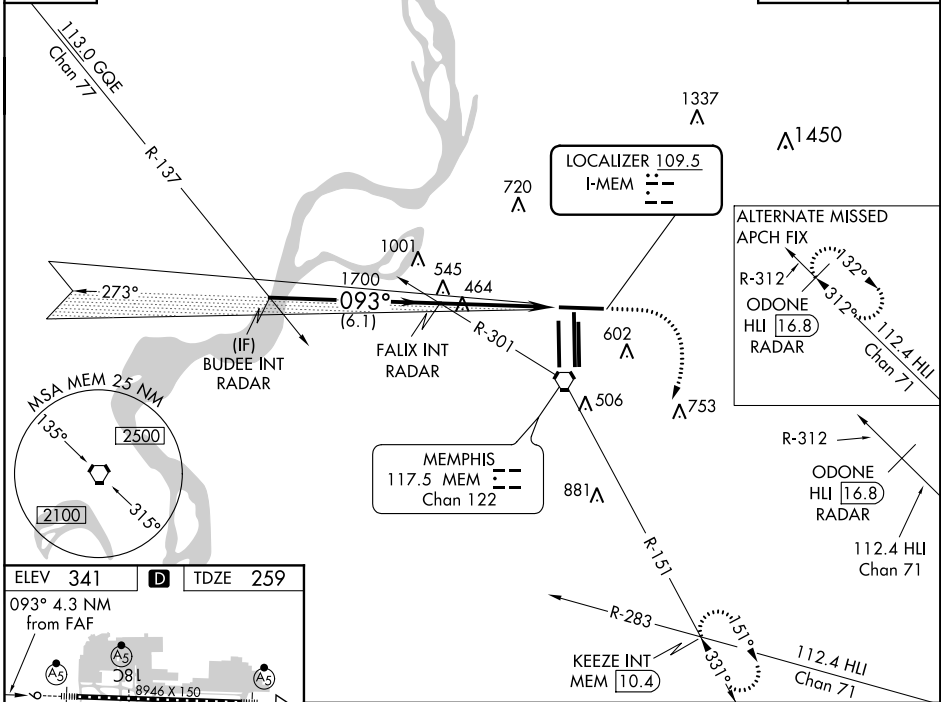 113.0 GQE
Chan 77
R-137
1337
1450
LOCALIZER 109.5
I-MEM
720
ALTERNATE MISSED
APCH FIX
R-312
132°
312°
ODONE
HLI 16.8
RADAR
112.4 HLI
Chan 71
1001
545
464
1700
273°
093°
(6.1)
R-301
(IF)
BUDEE INT
RADAR
FALIX INT
RADAR
602
506
753
MSA MEM 25 NM
135°
2500
2100
315°
MEMPHIS
117.5 MEM
Chan 122
881
R-312
ODONE
HLI 16.8
RADAR
112.4 HLI
Chan 71
R-151
R-283
151°
331°
KEEZE INT
MEM 10.4
112.4 HLI
Chan 71
ELEV 341 D TDZE 259
093° 4.3 NM
from FAF
A5
A5
A5
18C
8946 X 150